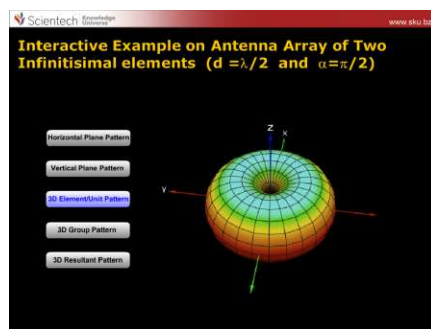 Scientech Knowledge
Universe
www.sku.ba
Interactive Example on Antenna Array of Two
Infinitisimal elements (d =λ/2 and α=π/2)
Horizontal Plane Pattern
Vertical Plane Pattern
3D Element/Unit Pattern
3D Group Pattern
3D Resultant Pattern
Z
x
Y